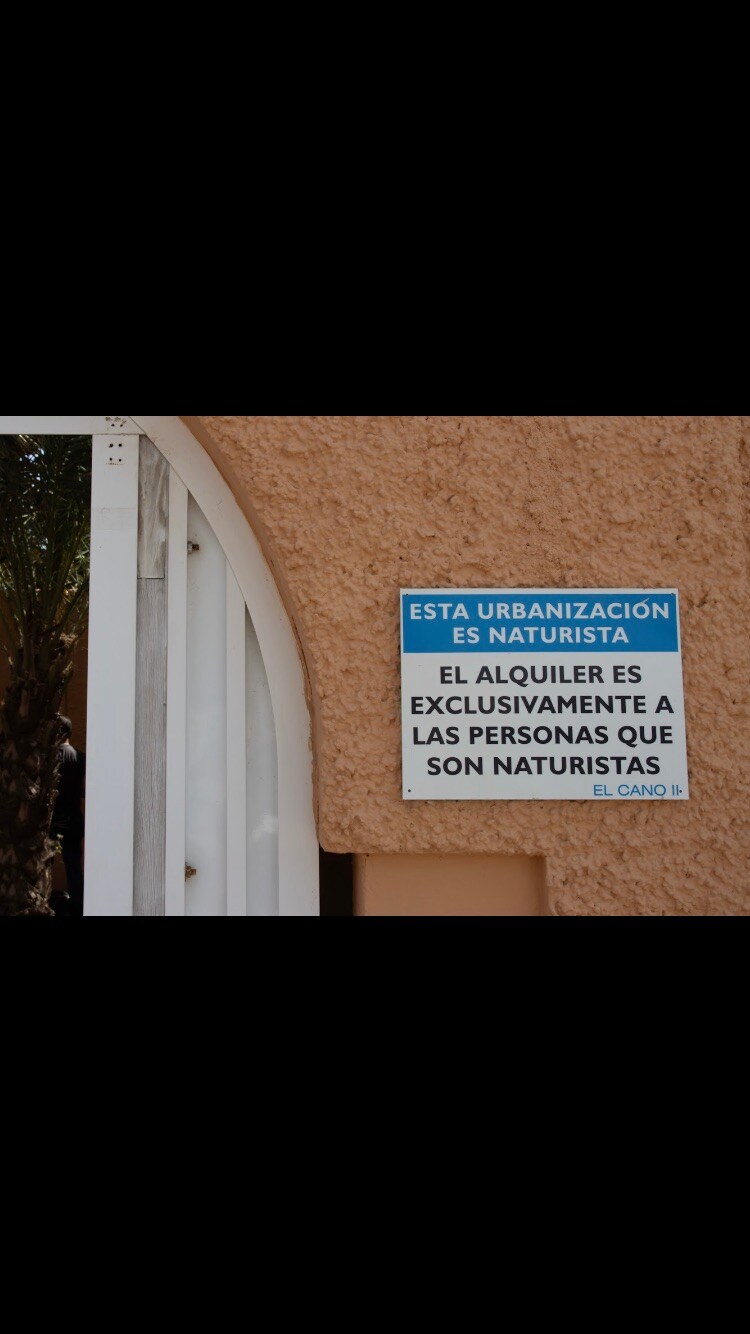 ESTA URBANIZACIÓN
ES NATURISTA
EL ALQUILER ES
EXCLUSIVAMENTE A
LAS PERSONAS QUE
SON NATURISTAS
EL CANO II